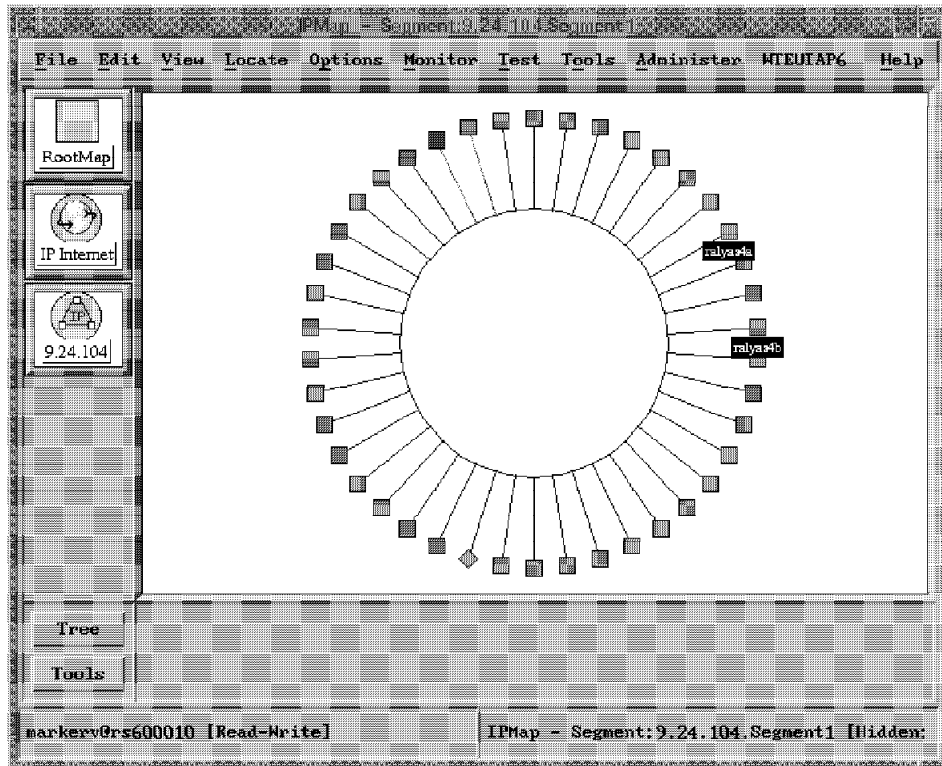 IPMap - Segment:9.24.104.Segment1
File Edit View Locate Options Monitor Test Tools Administer WTEUIAP6 Help
RootMap
IP Internet
IP
9.24.104
ralyas4a
ralyas4b
Tree
Tools
markerv@rs600010 [Read-Write]
IPMap - Segment:9.24.104.Segment1 [Hidden: